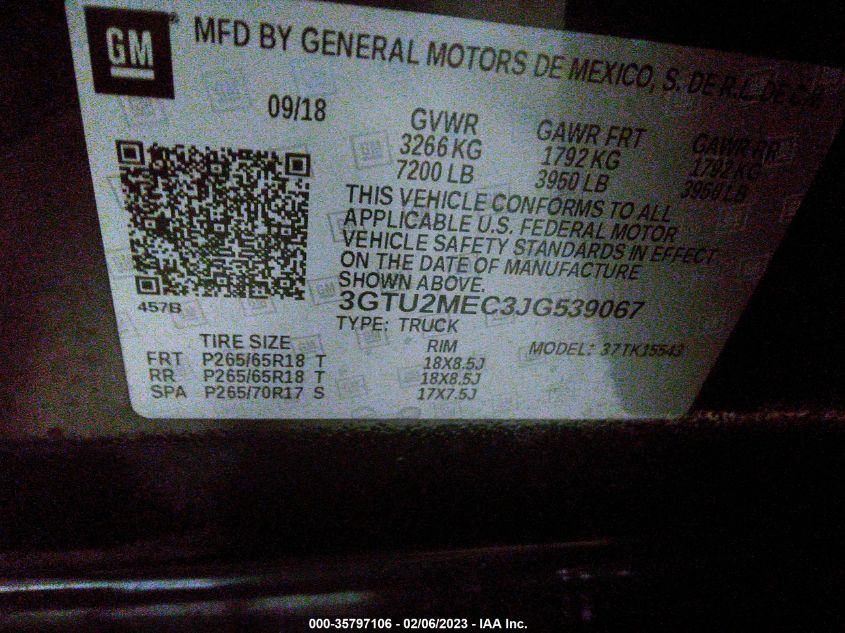 GM
MFD BY GENERAL MOTORS DE MEXICO, S. DE R.L. DE C.V.
09/18
GVWR GAWR FRT GAWR RR
3266 KG 1792 KG 1792 KG
7200 LB 3950 LB 3950 LB
THIS VEHICLE CONFORMS TO ALL
APPLICABLE U.S. FEDERAL MOTOR
VEHICLE SAFETY STANDARDS IN EFFECT
ON THE DATE OF MANUFACTURE
SHOWN ABOVE.
457B
3GTU2MEC3JG539067
TYPE: TRUCK
TIRE SIZE RIM MODEL: 37TK15543
FRT P265/65R18 T 18X8.5J
RR P265/65R18 T 18X8.5J
SPA P265/70R17 S 17X7.5J
000-35797106 - 02/06/2023 - IAA Inc.